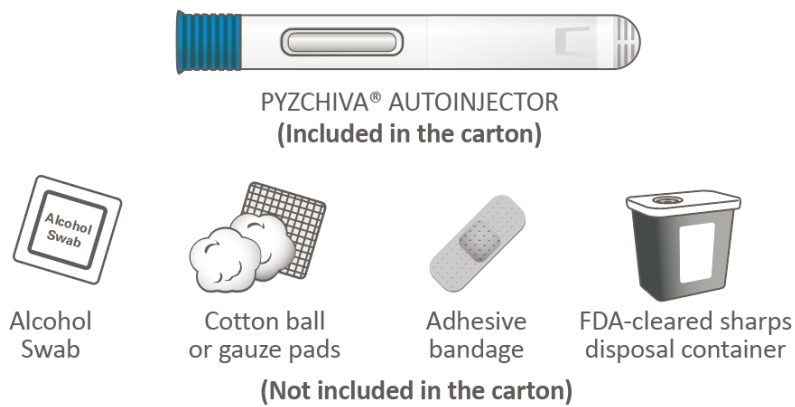 PYZCHIVA® AUTOINJECTOR
(Included in the carton)
Alcohol
Swab
Alcohol
Swab
Cotton ball
or gauze pads
Adhesive
bandage
FDA-cleared sharps
disposal container
(Not included in the carton)